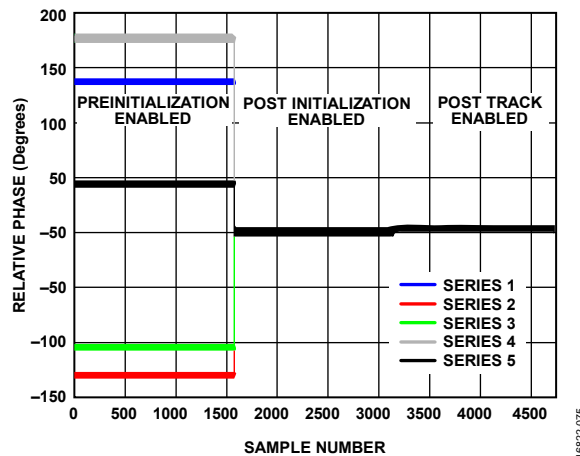 200
150
100
50
–50
–50
–100
–150
RELATIVE PHASE (Degrees)
PREINITIALIZATION
ENABLED
POST INITIALIZATION
ENABLED
POST TRACK
ENABLED
SERIES 1
SERIES 2
SERIES 3
SERIES 4
SERIES 5
0 500 1000 1500 2000 2500 3000 3500 4000 4500
SAMPLE NUMBER
16832-075